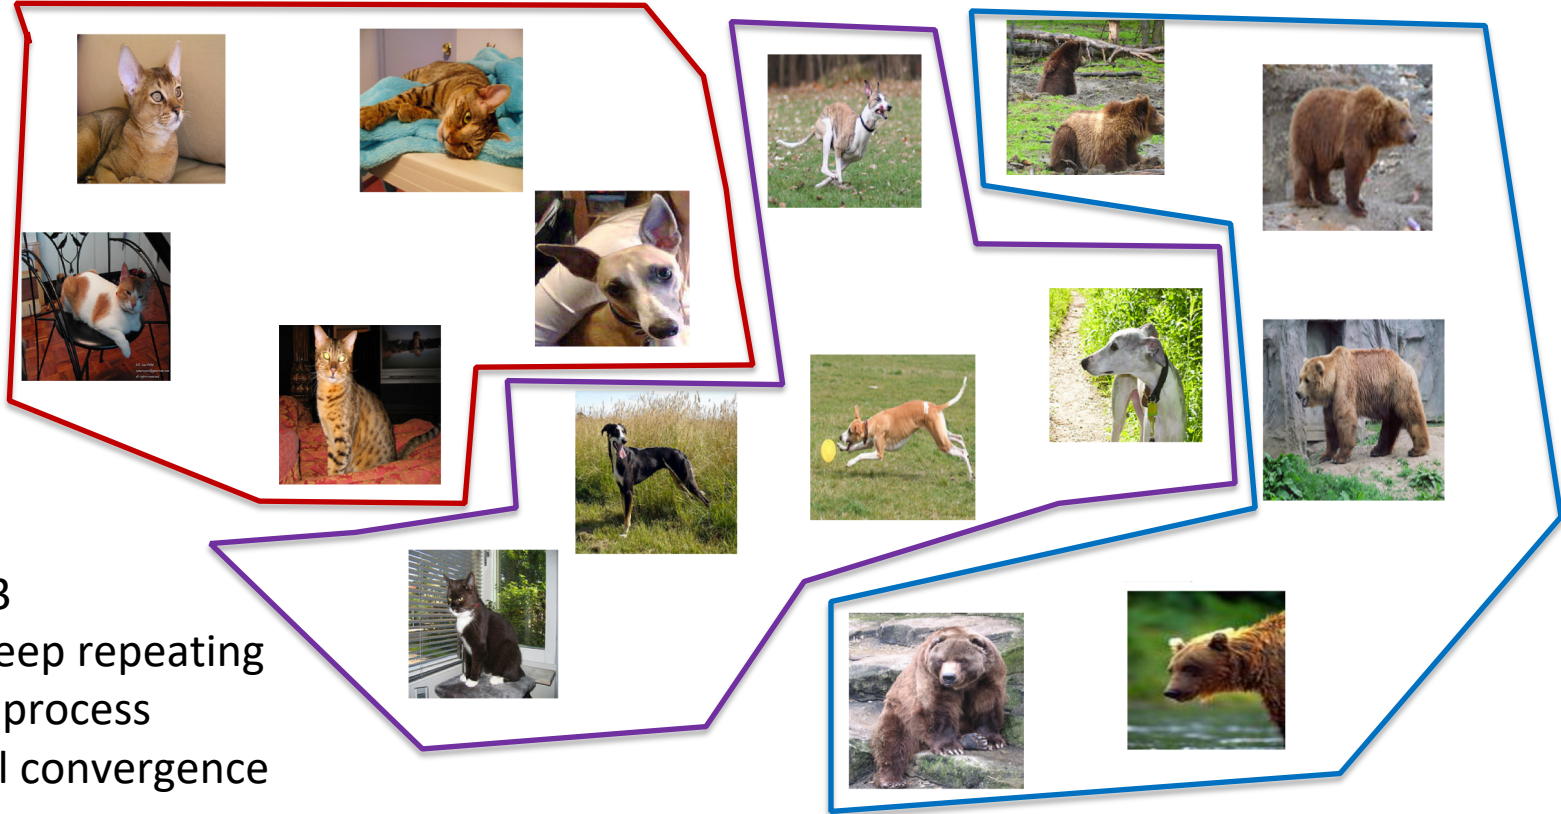 3
eep repeating
process
l convergence